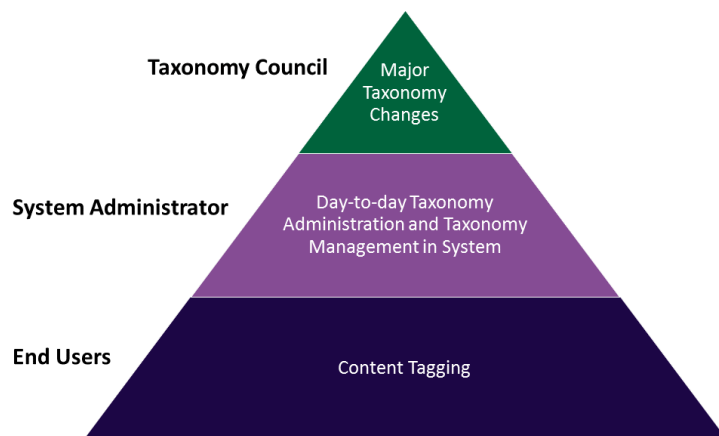 Taxonomy Council
Major
Taxonomy
Changes
System Administrator
Day-to-day Taxonomy
Administration and Taxonomy
Management in System
End Users
Content Tagging